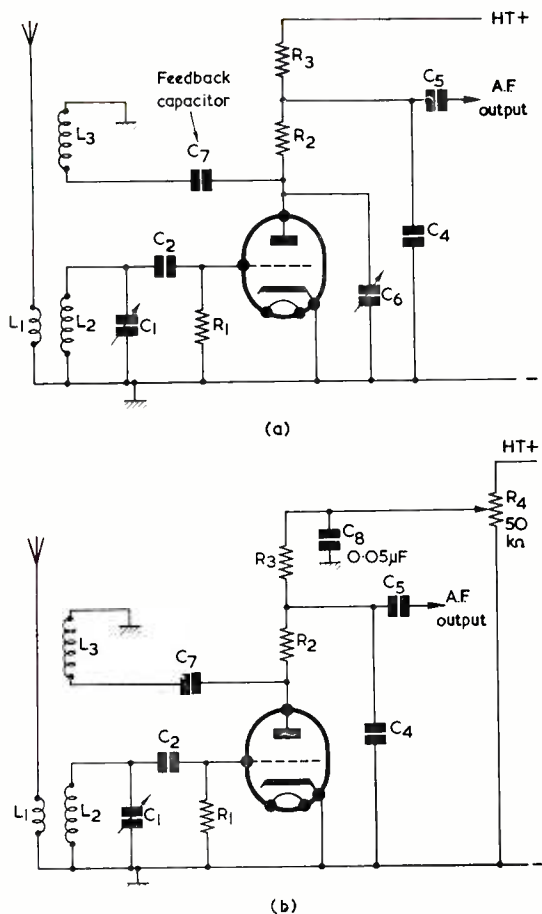 HT+
R3
Feedback
capacitor
C5
A.F.
output
L3
C7
R2
C4
C2
C6
L1
L2
C1
R1
(a)
HT+
R4
50
kΩ
C8
0·05µF
R3
C5
A.F.
output
L3
C7
R2
C4
C2
L1
L2
C1
R1
(b)